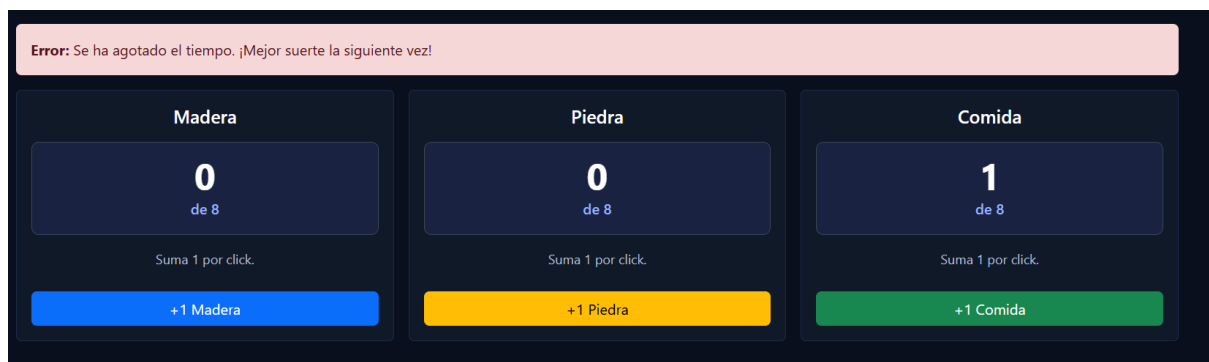 Error: Se ha agotado el tiempo. ¡Mejor suerte la siguiente vez!
Madera
0
de 8
Suma 1 por click.
+1 Madera
Piedra
0
de 8
Suma 1 por click.
+1 Piedra
Comida
1
de 8
Suma 1 por click.
+1 Comida